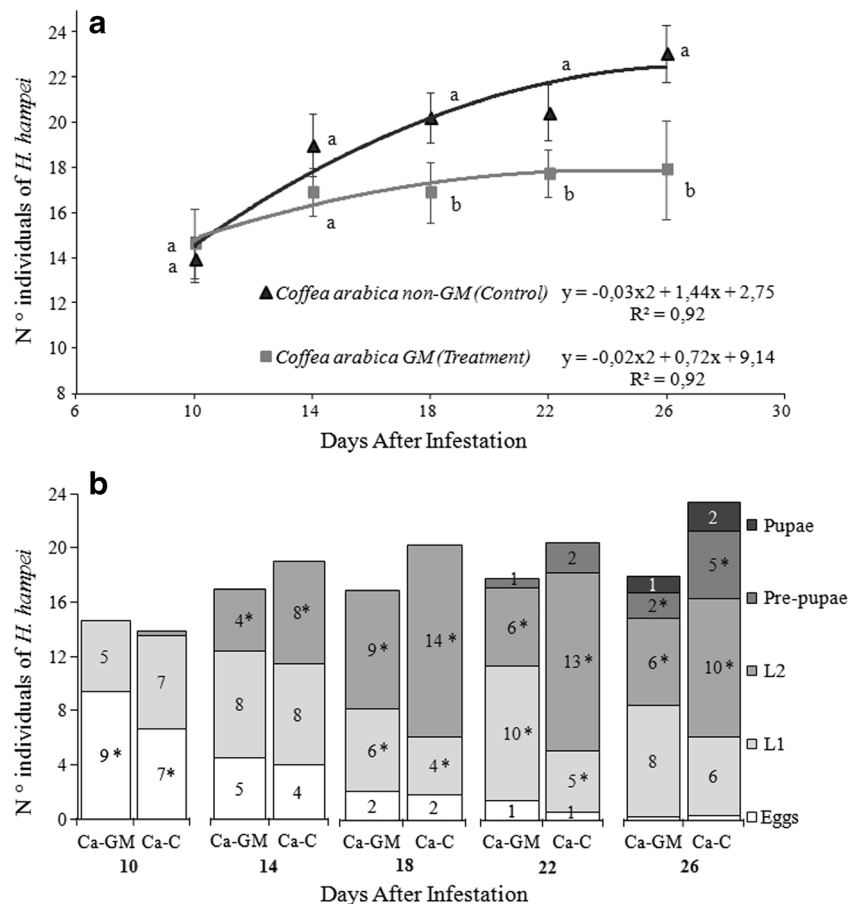 a
N ° individuals of H. hampei
24
22
20
18
16
14
12
10
8
a
a
a
a
a
a
a
b
b
b
Coffea arabica non-GM (Control) y = -0,03x2 + 1,44x + 2,75
R² = 0,92
Coffea arabica GM (Treatment) y = -0,02x2 + 0,72x + 9,14
R² = 0,92
6 10 14 18 22 26 30
Days After Infestation
b
N ° individuals of H. hampei
24
20
16
12
8
4
0
5
9*
7
7*
4*
8
5
8*
8
4
9*
6*
2
14*
4*
2
1
6*
10*
1
2
13*
5*
1
1
2*
6*
8
2
5*
10*
6
Pupae
Pre-pupae
L2
L1
Eggs
Ca-GM Ca-C Ca-GM Ca-C Ca-GM Ca-C Ca-GM Ca-C Ca-GM Ca-C
10 14 18 22 26
Days After Infestation